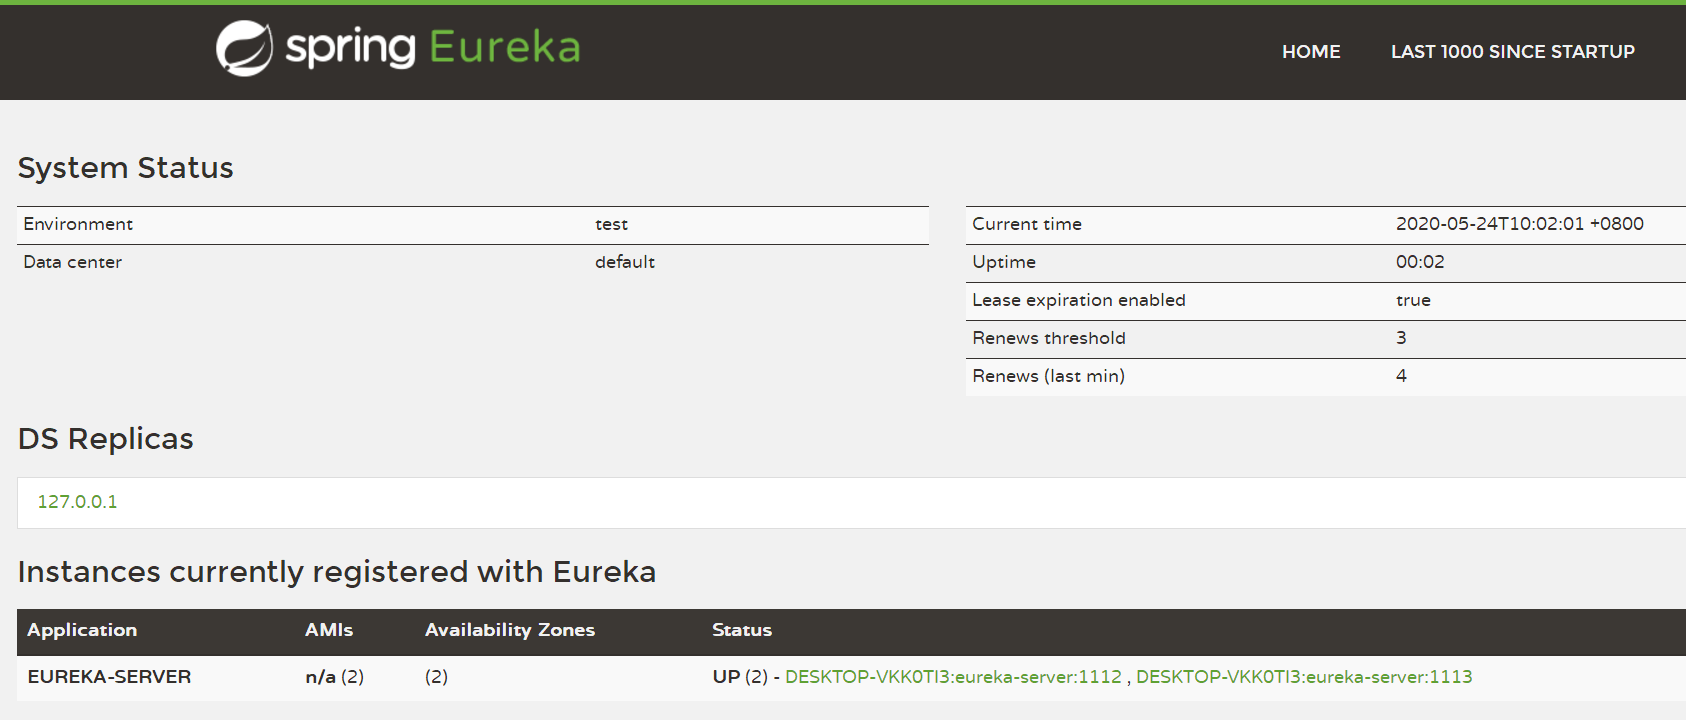 spring Eureka
HOME LAST 1000 SINCE STARTUP
System Status
Environment test
Data center default
Current time 2020-05-24T10:02:01 +0800
Uptime 00:02
Lease expiration enabled true
Renews threshold 3
Renews (last min) 4
DS Replicas
127.0.0.1
Instances currently registered with Eureka
Application AMIs Availability Zones Status
EUREKA-SERVER n/a (2) (2) UP (2) - DESKTOP-VKK0TI3:eureka-server:1112 , DESKTOP-VKK0TI3:eureka-server:1113